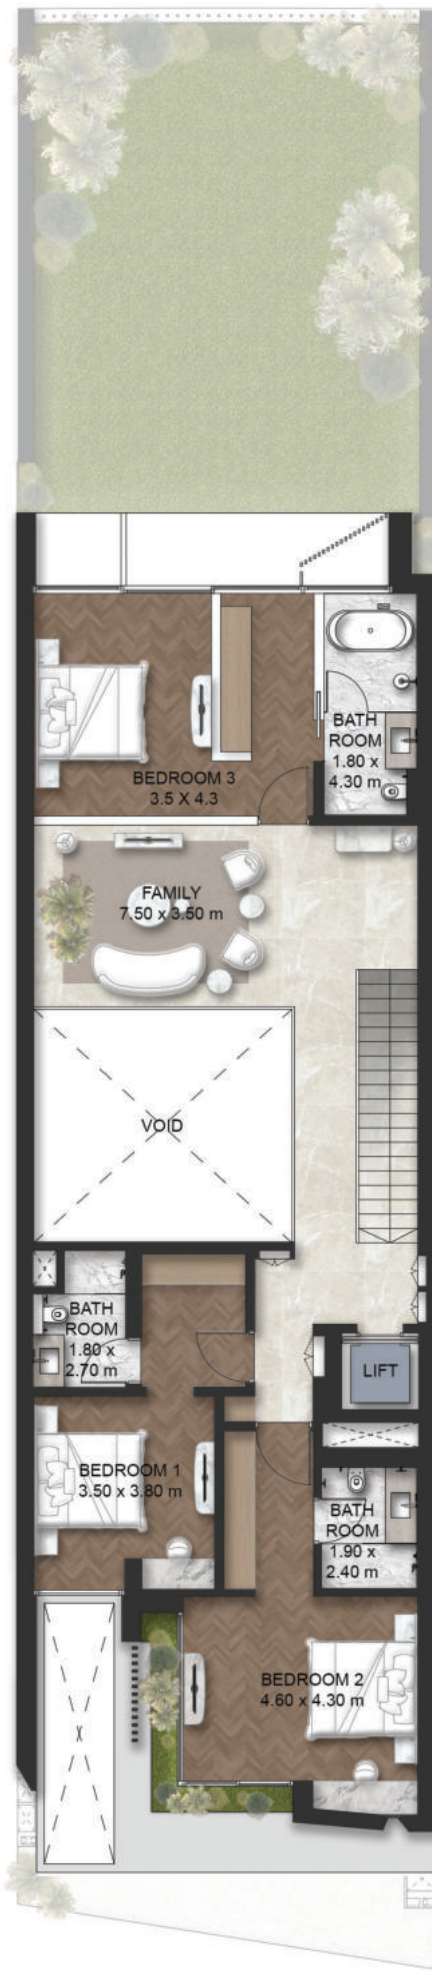 BATH
ROOM
1.80 x
4.30 m
BEDROOM 3
3.5 X 4.3
FAMILY
7.50 x 3.50 m
VOID
BATH
ROOM
1.80 x
2.70 m
LIFT
BEDROOM 1
3.50 x 3.80 m
BATH
ROOM
1.90 x
2.40 m
BEDROOM 2
4.60 x 4.30 m